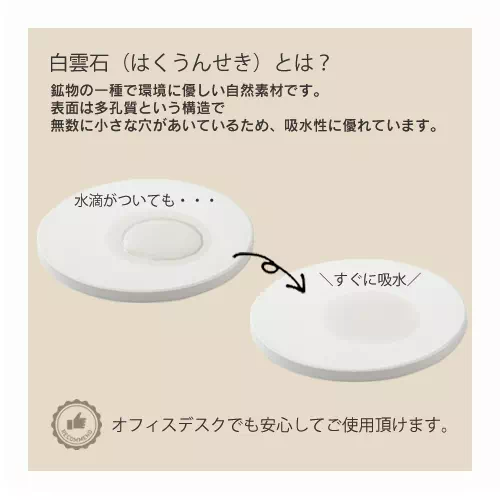 白雲石（はくうんせき）とは？
鉱物の一種で環境に優しい自然素材です。
表面は多孔質という構造で
無数に小さな穴があいているため、吸水性に優れています。
水滴がついても・・・
＼すぐに吸水／
RECOMMEND
オフィスデスクでも安心してご使用頂けます。